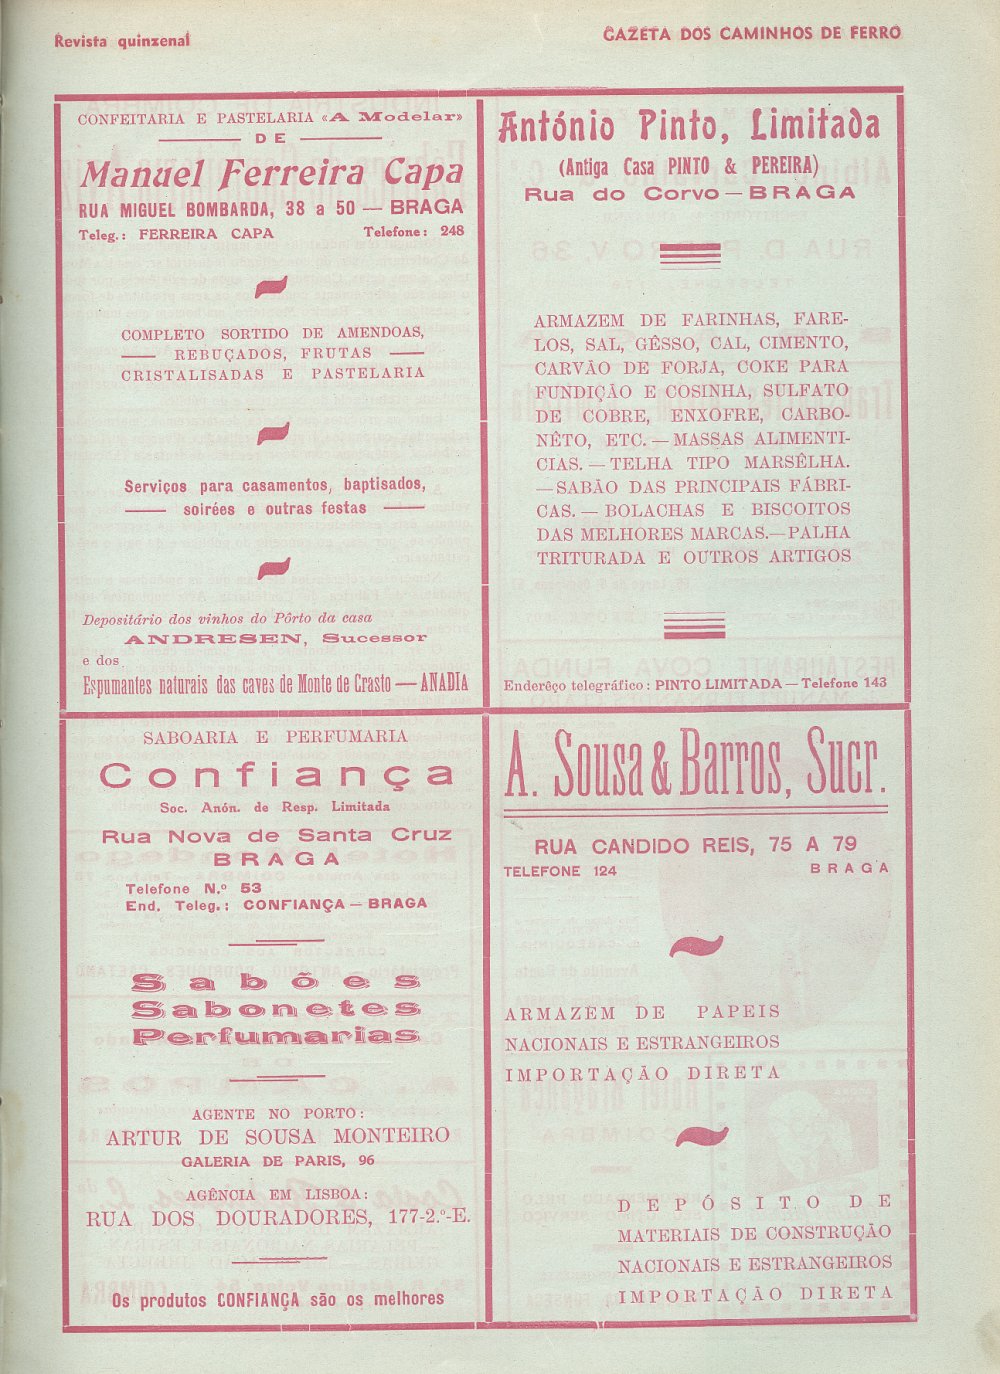 Revista quinzenal
GAZETA DOS CAMINHOS DE FERRO
CONFEITARIA E PASTELARIA «A Modelar»
DE
Manuel Ferreira Capa
RUA MIGUEL BOMBARDA, 38 a 50 — BRAGA
Teleg.: FERREIRA CAPA Telefone: 248
COMPLETO SORTIDO DE AMENDOAS,
— REBUÇADOS, FRUTAS —
CRISTALISADAS E PASTELARIA
Serviços para casamentos, baptisados,
— soirées e outras festas —
Depositário dos vinhos do Pôrto da casa
ANDRESEN, Sucessor
e dos
Espumantes naturais das caves de Monte de Crasto — ANADIA
António Pinto, Limitada
(Antiga Casa PINTO & PEREIRA)
Rua do Corvo — BRAGA
ARMAZEM DE FARINHAS, FARE-
LOS, SAL, GÊSSO, CAL, CIMENTO,
CARVÃO DE FORJA, COKE PARA
FUNDIÇÃO E COSINHA, SULFATO
DE COBRE, ENXOFRE, CARBO-
NÊTO, ETC. — MASSAS ALIMENTI-
CIAS. — TELHA TIPO MARSÊLHA.
— SABÃO DAS PRINCIPAIS FÁBRI-
CAS. — BOLACHAS E BISCOITOS
DAS MELHORES MARCAS.— PALHA
TRITURADA E OUTROS ARTIGOS
Enderêço telegráfico: PINTO LIMITADA — Telefone 143
SABOARIA E PERFUMARIA
Confiança
Soc. Anón. de Resp. Limitada
Rua Nova de Santa Cruz
BRAGA
Telefone N.º 53
End. Teleg.: CONFIANÇA — BRAGA
Sabões
Sabonetes
Perfumarias
AGENTE NO PORTO:
ARTUR DE SOUSA MONTEIRO
GALERIA DE PARIS, 96
AGÊNCIA EM LISBOA:
RUA DOS DOURADORES, 177-2.º-E.
Os produtos CONFIANÇA são os melhores
A. Sousa & Barros, Sucr.
RUA CANDIDO REIS, 75 A 79
TELEFONE 124 BRAGA
ARMAZEM DE PAPEIS
NACIONAIS E ESTRANGEIROS
IMPORTAÇÃO DIRETA
DEPÓSITO DE
MATERIAIS DE CONSTRUÇÃO
NACIONAIS E ESTRANGEIROS
IMPORTAÇÃO DIRETA